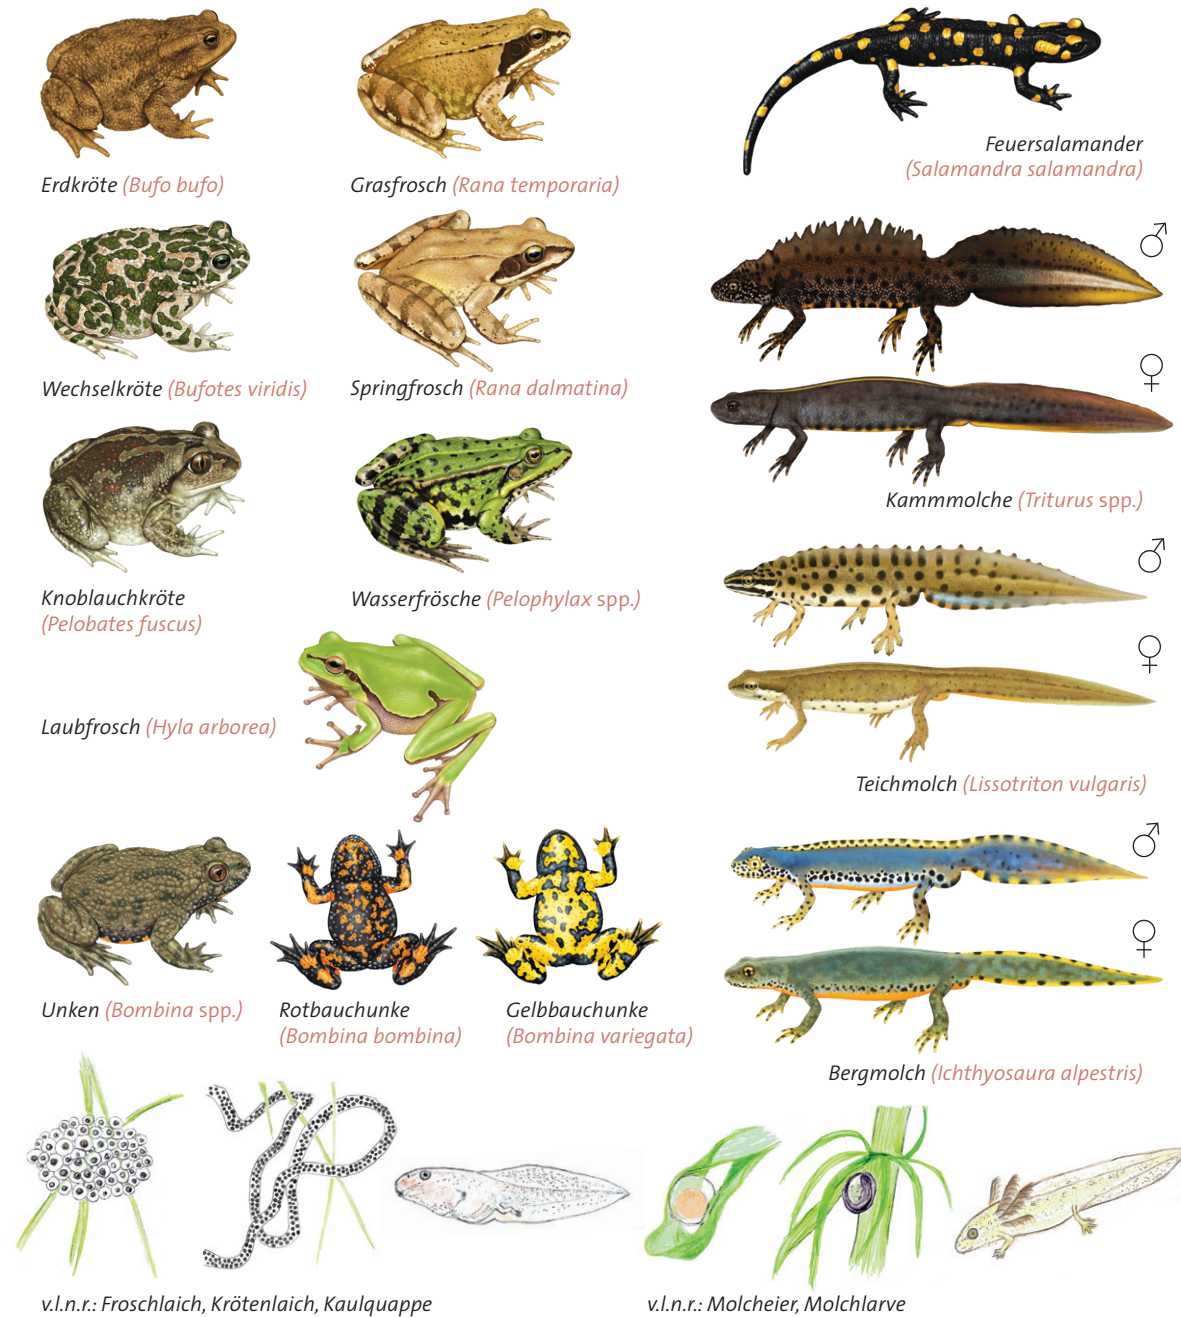 Erdkröte (Bufo bufo)
Grasfrosch (Rana temporaria)
Feuersalamander
(Salamandra salamandra)
♂
Wechselkröte (Bufotes viridis)
Springfrosch (Rana dalmatina)
♀
Kammmolche (Triturus spp.)
Knoblauchkröte
(Pelobates fuscus)
Wasserfrösche (Pelophylax spp.)
♂
♀
Laubfrosch (Hyla arborea)
Teichmolch (Lissotriton vulgaris)
♂
♀
Unken (Bombina spp.)
Rotbauchunke
(Bombina bombina)
Gelbbauchunke
(Bombina variegata)
Bergmolch (Ichthyosaura alpestris)
v.l.n.r.: Froschlaich, Krötenlaich, Kaulquappe
v.l.n.r.: Molcheier, Molchlarve